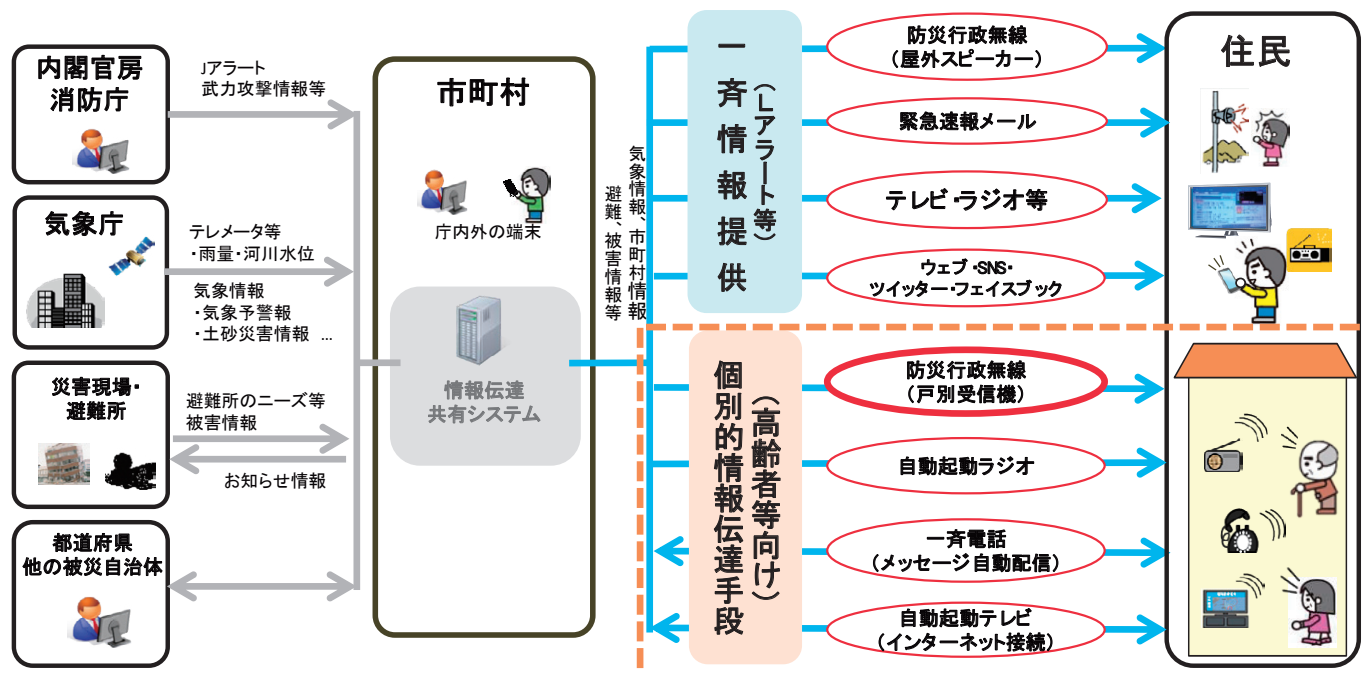 内閣官房
消防庁
Jアラート
武力攻撃情報等
気象庁
テレメータ等
・雨量・河川水位
気象情報
・気象予警報
・土砂災害情報 …
災害現場・
避難所
避難所のニーズ等
被害情報
お知らせ情報
都道府県
他の被災自治体
市町村
庁内外の端末
情報伝達
共有システム
気象情報、市町村情報
避難、被害情報等
一斉情報提供
（Lアラート等）
防災行政無線
（屋外スピーカー）
緊急速報メール
テレビ・ラジオ等
ウェブ・SNS・
ツイッター・フェイスブック
個別的情報伝達手段
（高齢者等向け）
防災行政無線
（戸別受信機）
自動起動ラジオ
一斉電話
（メッセージ自動配信）
自動起動テレビ
（インターネット接続）
住民